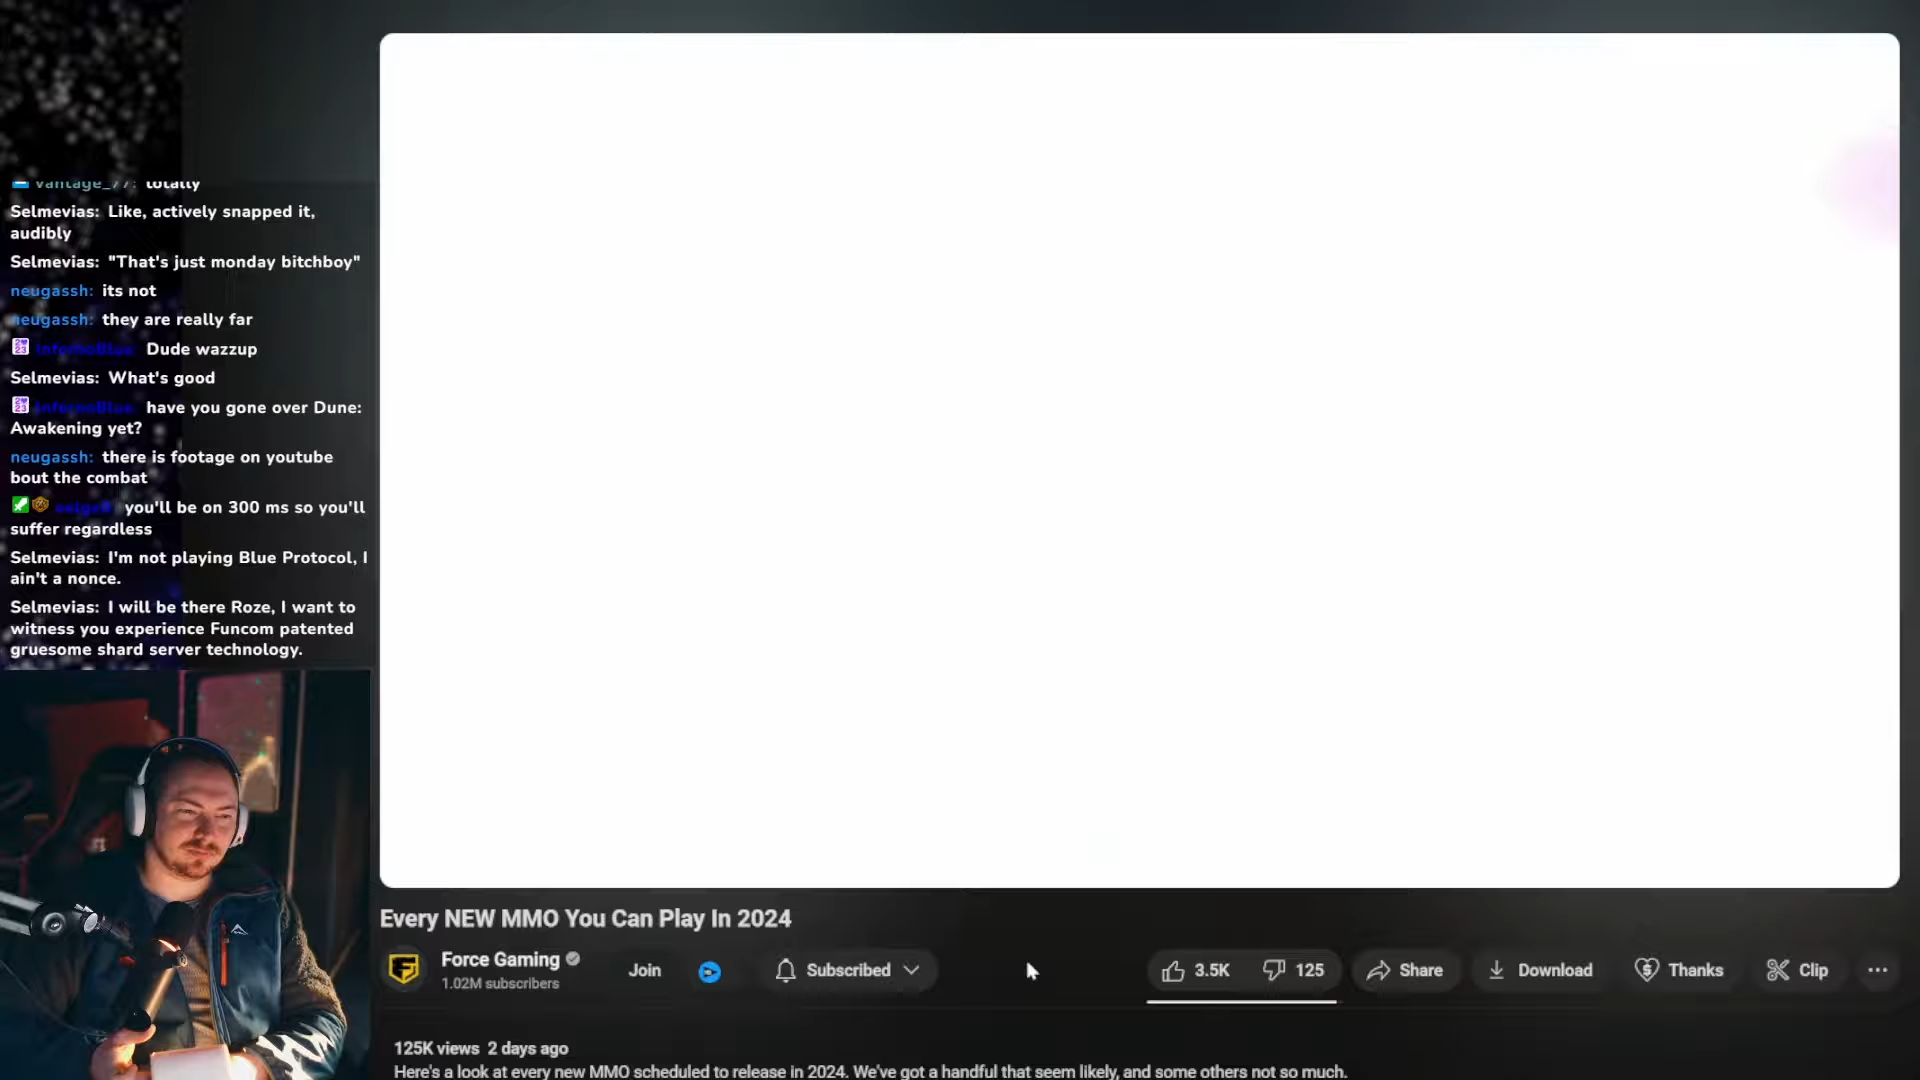 Vantage_77: totally
Selmevias: Like, actively snapped it,
audibly
Selmevias: "That's just monday bitchboy"
neugassh: its not
neugassh: they are really far
InfernoBlue: Dude wazzup
Selmevias: What's good
InfernoBlue: have you gone over Dune:
Awakening yet?
neugassh: there is footage on youtube
bout the combat
you'll be on 300 ms so you'll
suffer regardless
Selmevias: I'm not playing Blue Protocol, I
ain't a nonce.
Selmevias: I will be there Roze, I want to
witness you experience Funcom patented
gruesome shard server technology.
Every NEW MMO You Can Play In 2024
Force Gaming
1.02M subscribers
Join
Subscribed
3.5K
125
Share
Download
Thanks
Clip
125K views 2 days ago
Here's a look at every new MMO scheduled to release in 2024. We've got a handful that seem likely, and some others not so much.